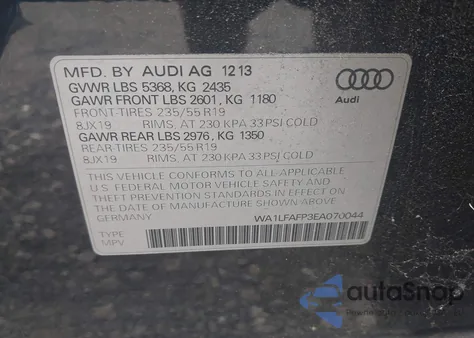 MFD. BY AUDI AG 12 13
GVWR LBS 5368, KG 2435
GAWR FRONT LBS 2601, KG 1180
FRONT-TIRES 235/55 R19
8JX19 RIMS, AT 230 KPA 33 PSI COLD
GAWR REAR LBS 2976, KG 1350
REAR-TIRES 235/55 R19
8JX19 RIMS, AT 230 KPA 33 PSI COLD
Audi
THIS VEHICLE CONFORMS TO ALL APPLICABLE
U.S. FEDERAL MOTOR VEHICLE SAFETY AND
THEFT PREVENTION STANDARDS IN EFFECT ON
THE DATE OF MANUFACTURE SHOWN ABOVE.
GERMANY WA1LFAFP3EA070044
TYPE
MPV
autoSnap